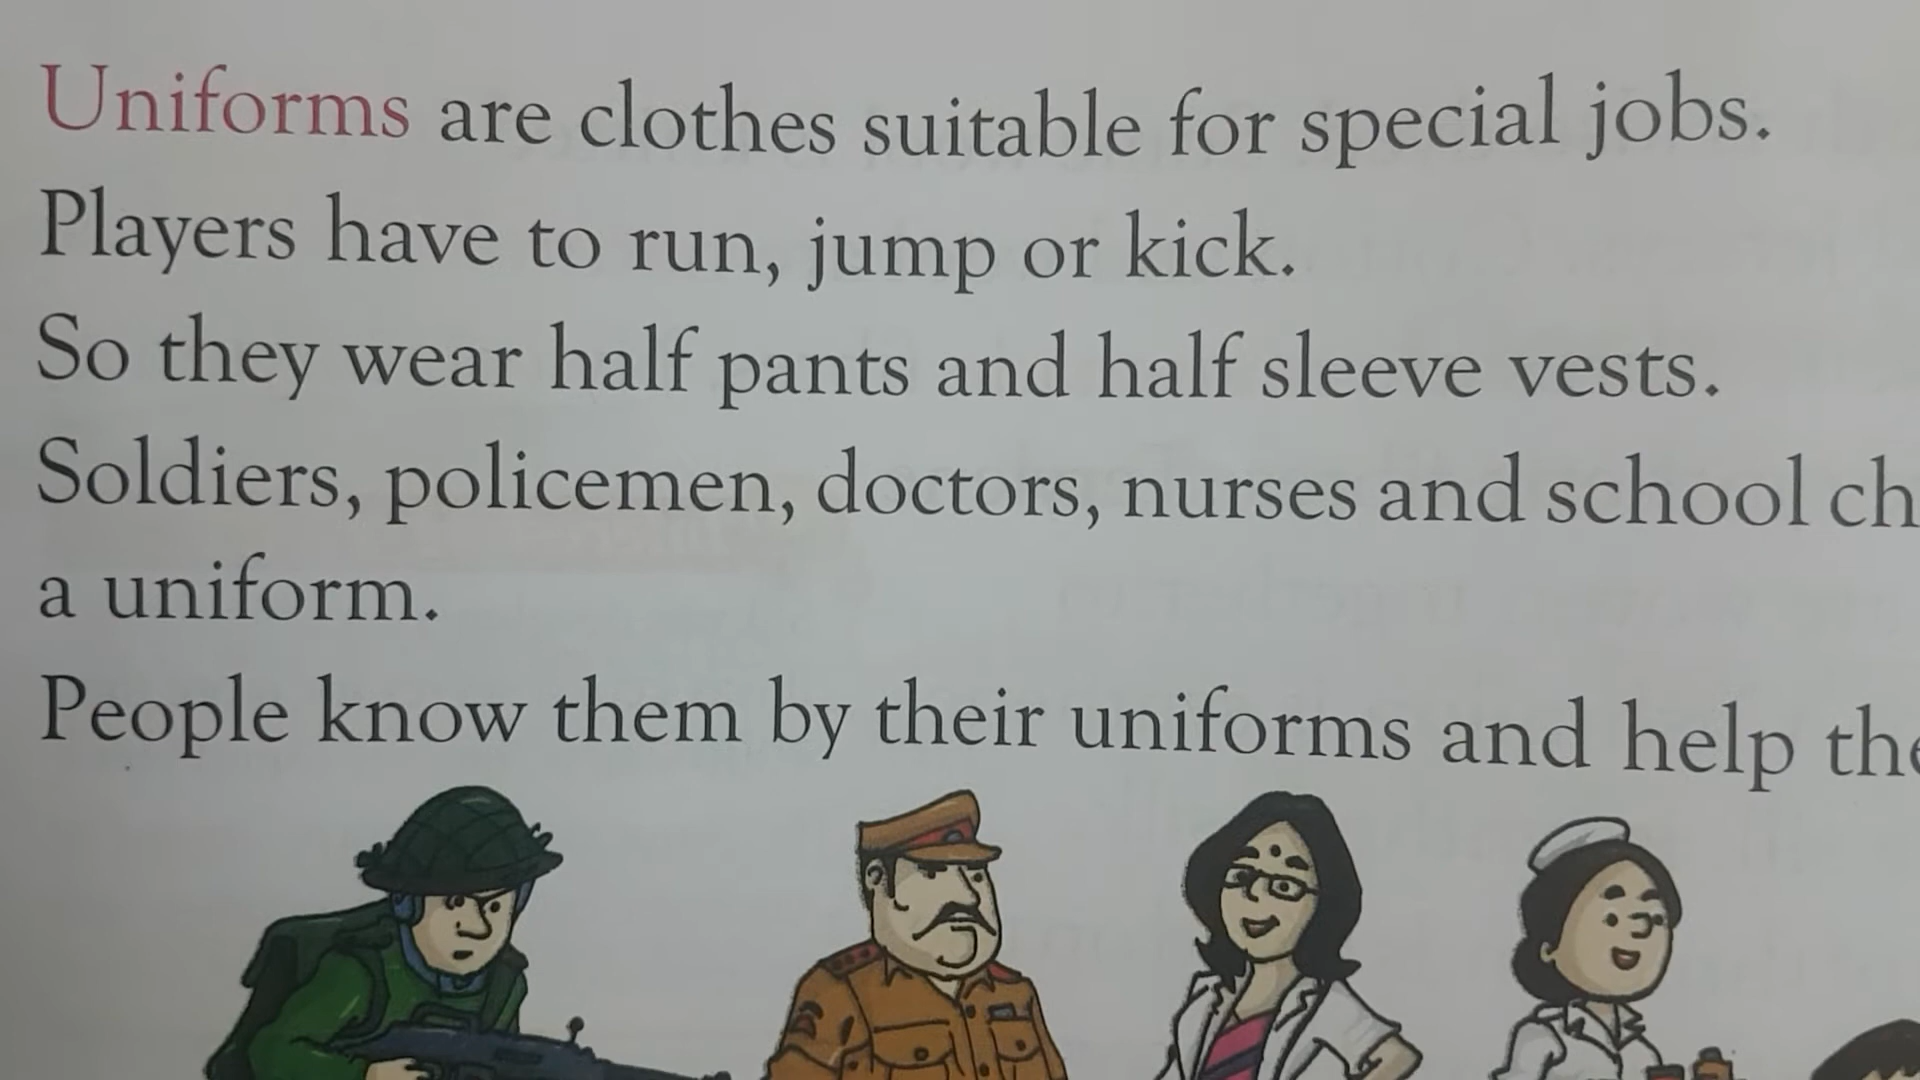 Uniforms are clothes suitable for special jobs.
Players have to run, jump or kick.
So they wear half pants and half sleeve vests.
Soldiers, policemen, doctors, nurses and school
a uniform.
People know them by their uniforms and help